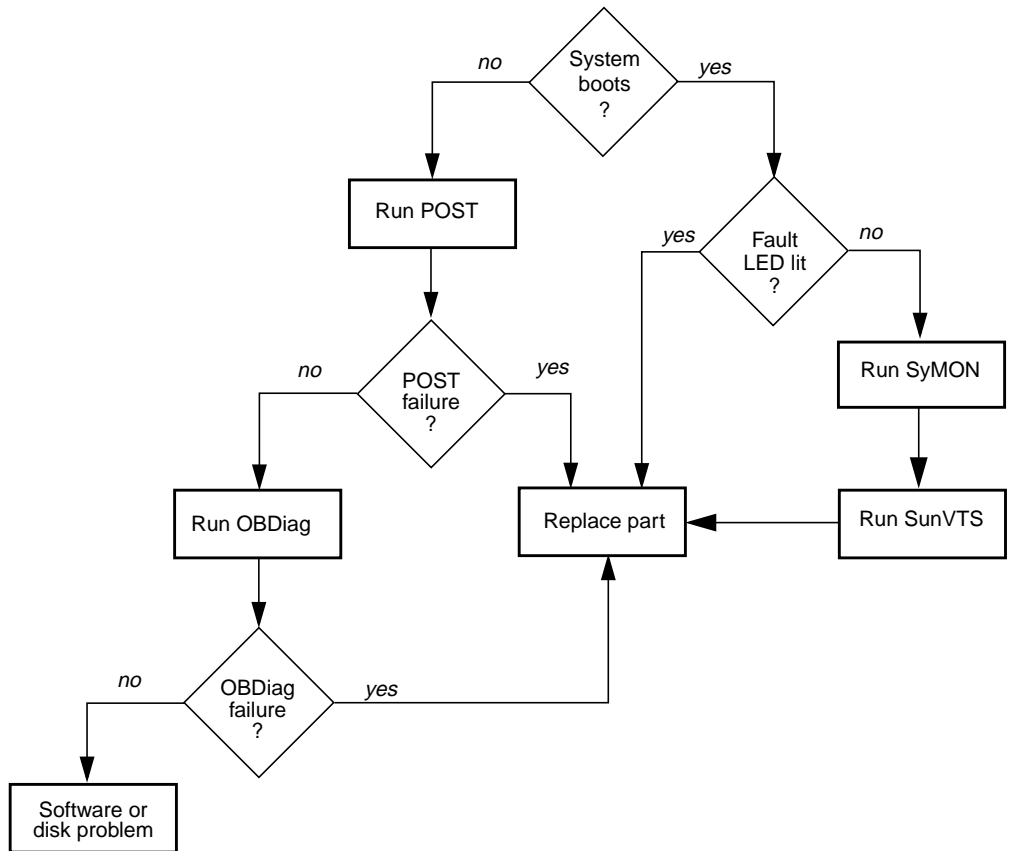 System
boots
?
no
yes
Run POST
Fault
LED lit
?
yes
no
POST
failure
?
no
yes
Run SyMON
Run OBDiag
Replace part
Run SunVTS
OBDiag
failure
?
no
yes
Software or
disk problem